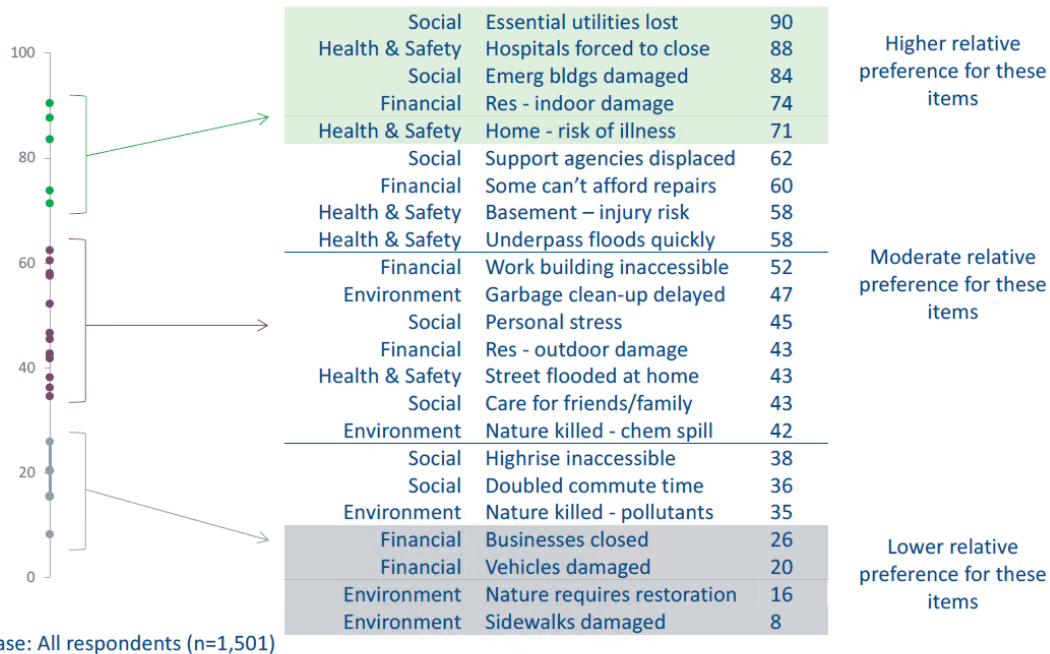 100
80
60
40
20
0
Social Essential utilities lost 90
Health & Safety Hospitals forced to close 88
Social Emerg bldgs damaged 84
Financial Res - indoor damage 74
Health & Safety Home - risk of illness 71
Social Support agencies displaced 62
Financial Some can’t afford repairs 60
Health & Safety Basement – injury risk 58
Health & Safety Underpass floods quickly 58
Financial Work building inaccessible 52
Environment Garbage clean-up delayed 47
Social Personal stress 45
Financial Res - outdoor damage 43
Health & Safety Street flooded at home 43
Social Care for friends/family 43
Environment Nature killed - chem spill 42
Social Highrise inaccessible 38
Social Doubled commute time 36
Environment Nature killed - pollutants 35
Financial Businesses closed 26
Financial Vehicles damaged 20
Environment Nature requires restoration 16
Environment Sidewalks damaged 8
Higher relative
preference for these
items
Moderate relative
preference for these
items
Lower relative
preference for these
items
ase: All respondents (n=1,501)